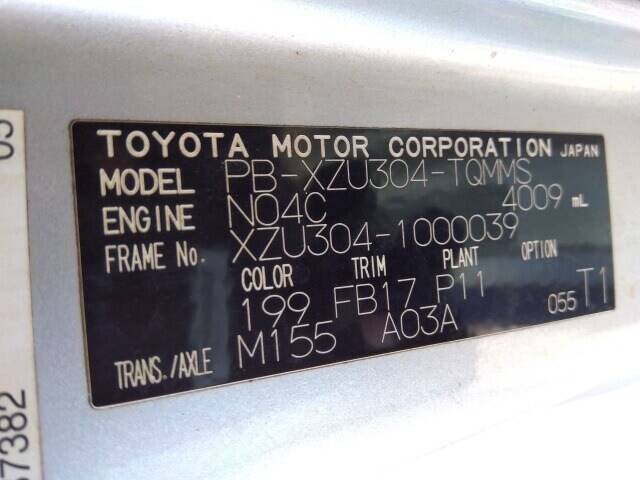 TOYOTA MOTOR CORPORATION JAPAN
MODEL PB-XZU304-TQMMS
ENGINE N04C 4009 mL
FRAME No. XZU304-1000039
COLOR TRIM PLANT OPTION
199 FB17 P11 055 T1
TRANS./AXLE M155 A03A
7382